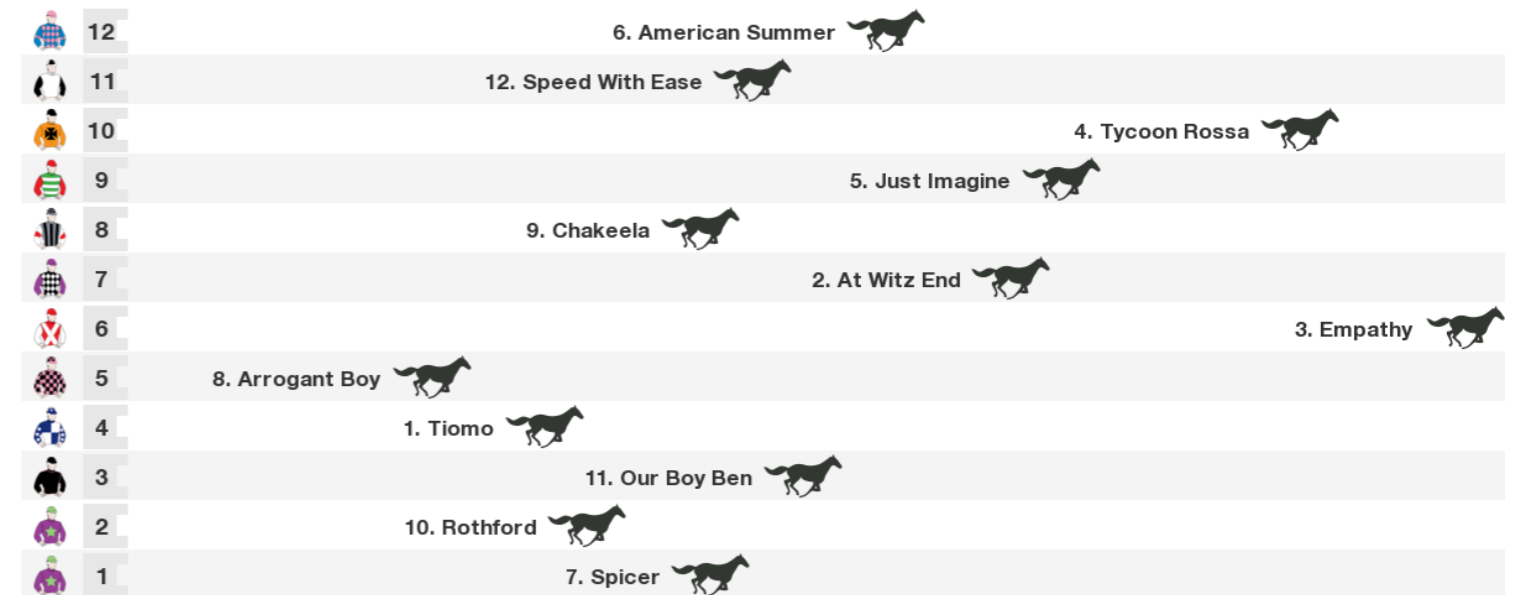 12 6. American Summer
11 12. Speed With Ease
10 4. Tycoon Rossa
9 5. Just Imagine
8 9. Chakeela
7 2. At Witz End
6 3. Empathy
5 8. Arrogant Boy
4 1. Tiomo
3 11. Our Boy Ben
2 10. Rothford
1 7. Spicer